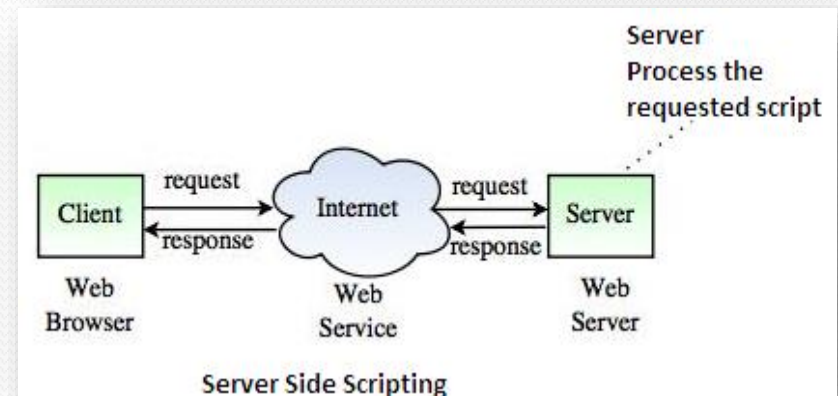 Server
Process the
requested script
request
request
Client
Internet
Server
response
response
Web
Browser
Web
Service
Web
Server
Server Side Scripting